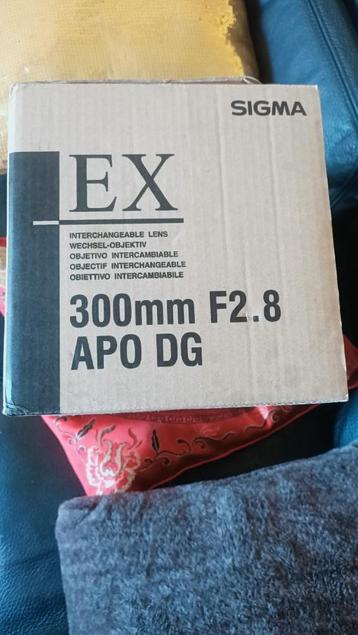 SIGMA
EX
INTERCHANGEABLE LENS
WECHSEL-OBJEKTIV
OBJETIVO INTERCAMBIABLE
OBJECTIF INTERCHANGEABLE
OBIETTIVO INTERCAMBIABILE
300mm F2.8
APO DG